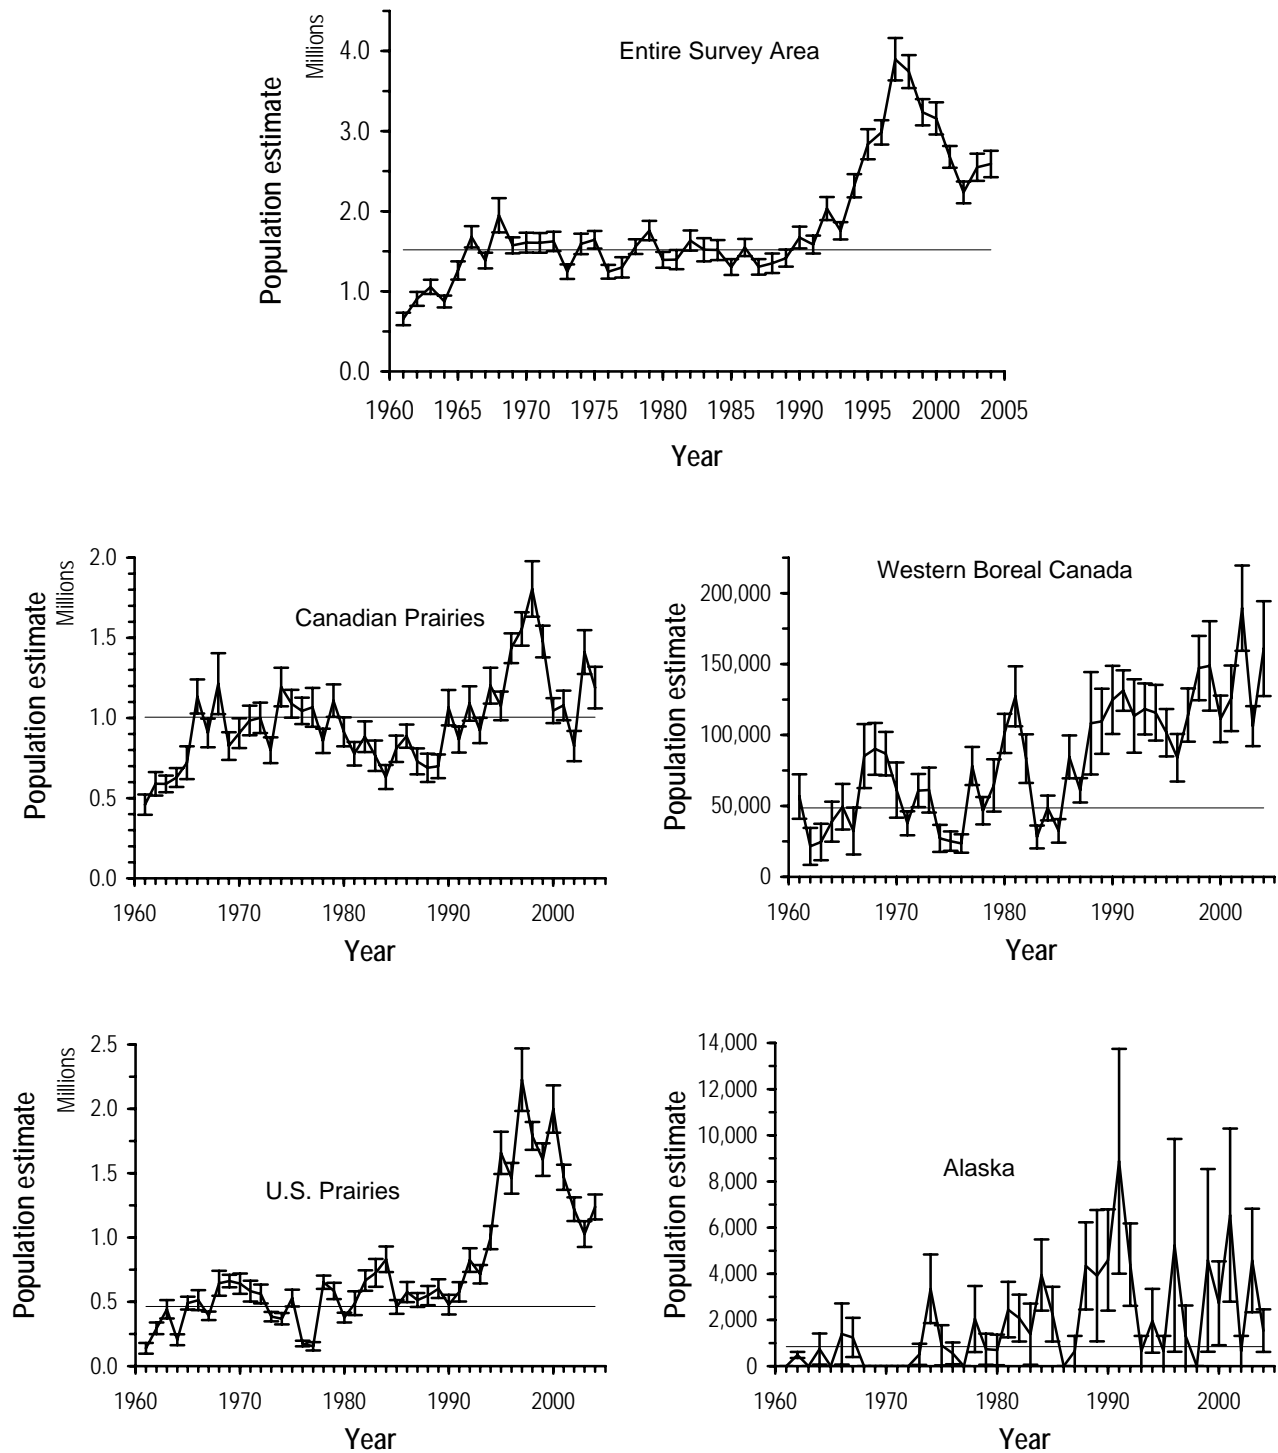 Entire Survey Area
Millions
Population estimate
4.0
3.0
2.0
1.0
0.0
1960 1965 1970 1975 1980 1985 1990 1995 2000 2005
Year
Canadian Prairies
Millions
Population estimate
2.0
1.5
1.0
0.5
0.0
1960 1970 1980 1990 2000
Year
Western Boreal Canada
Population estimate
200,000
150,000
100,000
50,000
0
1960 1970 1980 1990 2000
Year
U.S. Prairies
Millions
Population estimate
2.5
2.0
1.5
1.0
0.5
0.0
1960 1970 1980 1990 2000
Year
Alaska
Population estimate
14,000
12,000
10,000
8,000
6,000
4,000
2,000
0
1960 1970 1980 1990 2000
Year